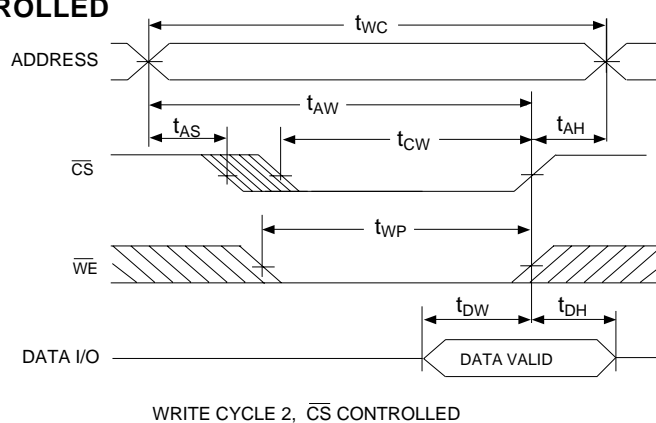 ROLLED
tWC
ADDRESS
tAW
tAS
tCW
tAH
CS
tWP
WE
tDW
tDH
DATA I/O
DATA VALID
WRITE CYCLE 2, CS CONTROLLED